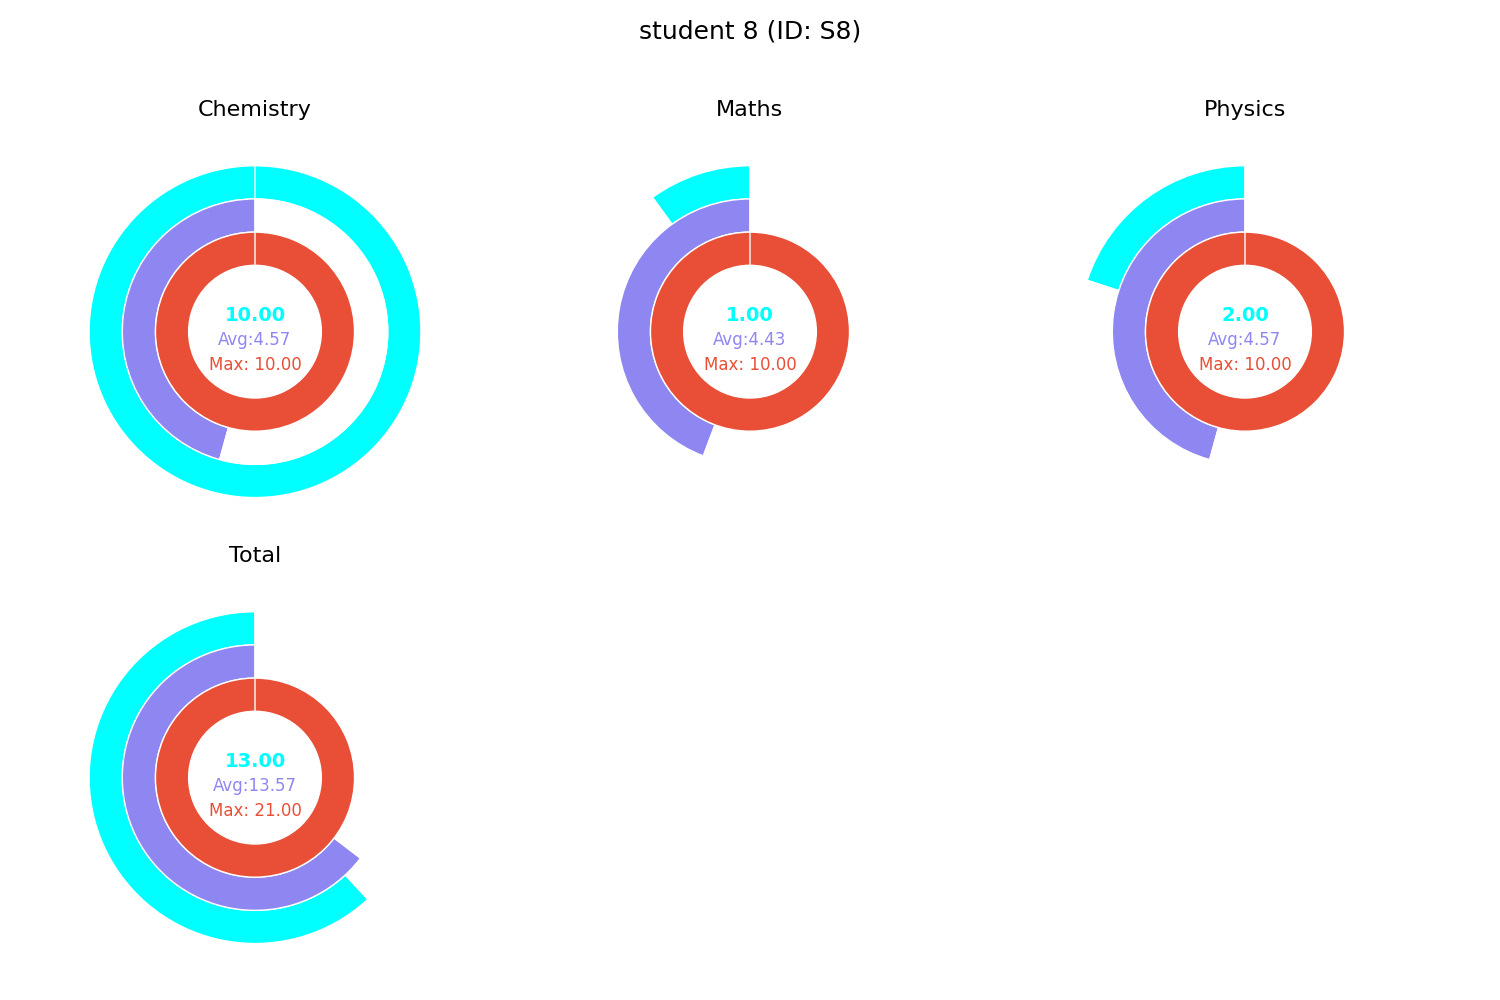 student 8 (ID: S8)
Chemistry
10.00
Avg:4.57
Max: 10.00
Maths
1.00
Avg:4.43
Max: 10.00
Physics
2.00
Avg:4.57
Max: 10.00
Total
13.00
Avg:13.57
Max: 21.00